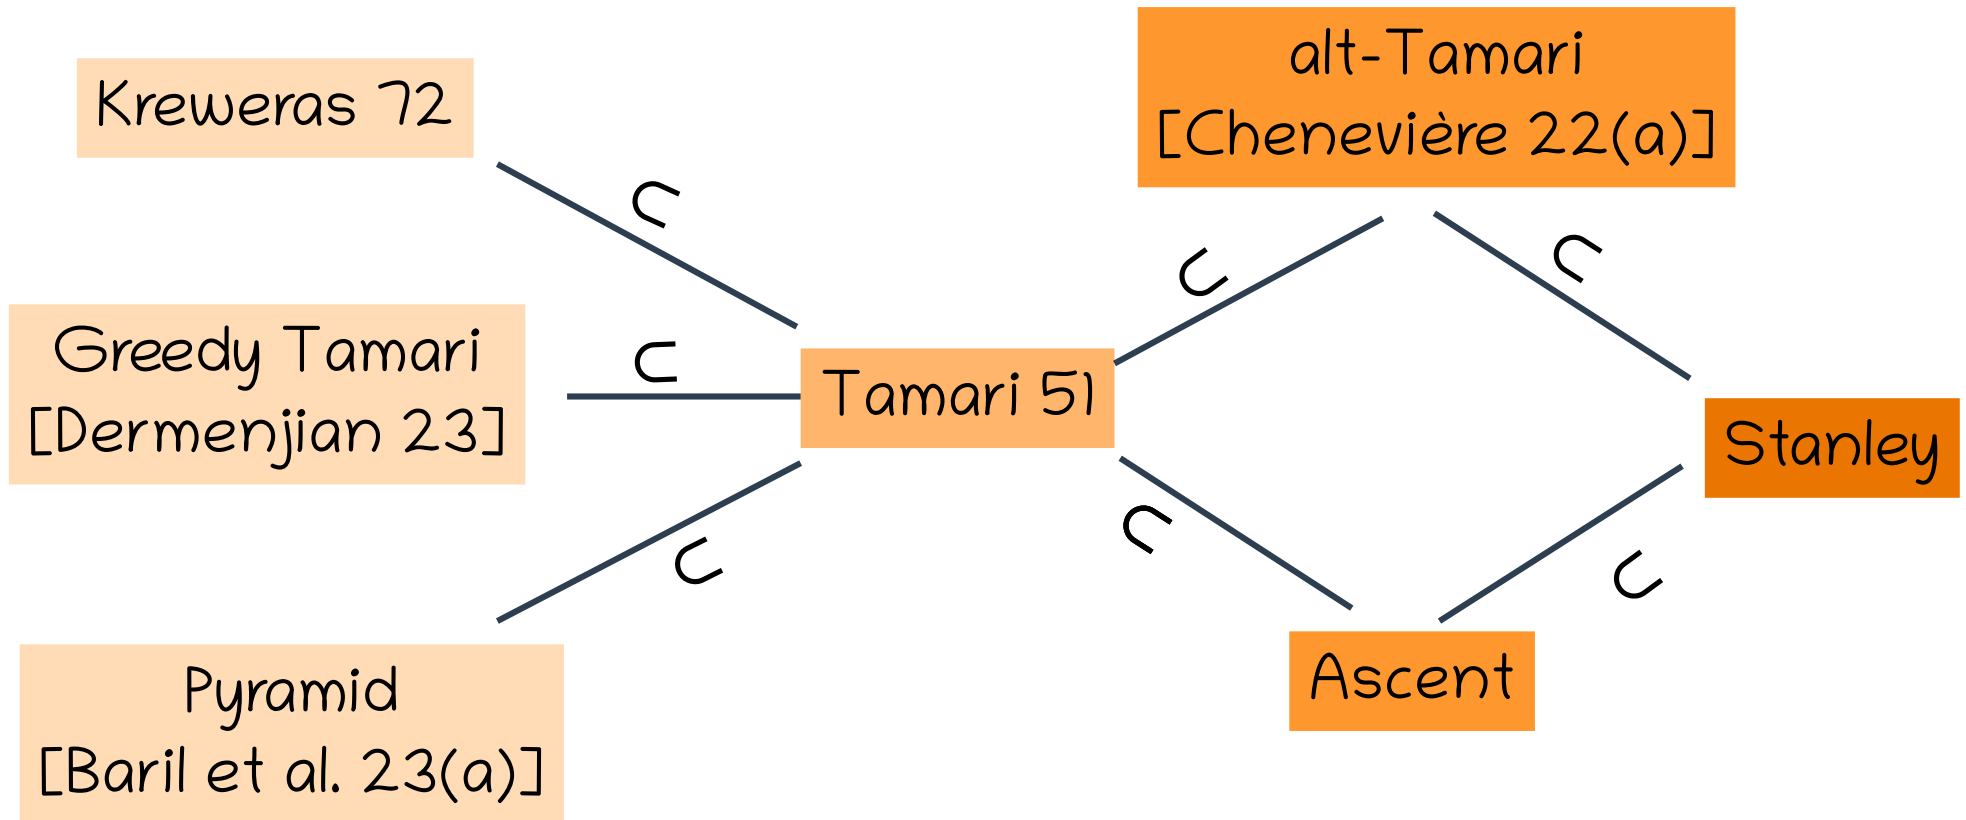 Kreweras 72
⊂
Greedy Tamari
[Dermenjian 23]
⊂
Pyramid
[Baril et al. 23(a)]
⊂
Tamari 51
⊂
alt-Tamari
[Chenevière 22(a)]
⊂
⊂
Ascent
⊂
Stanley